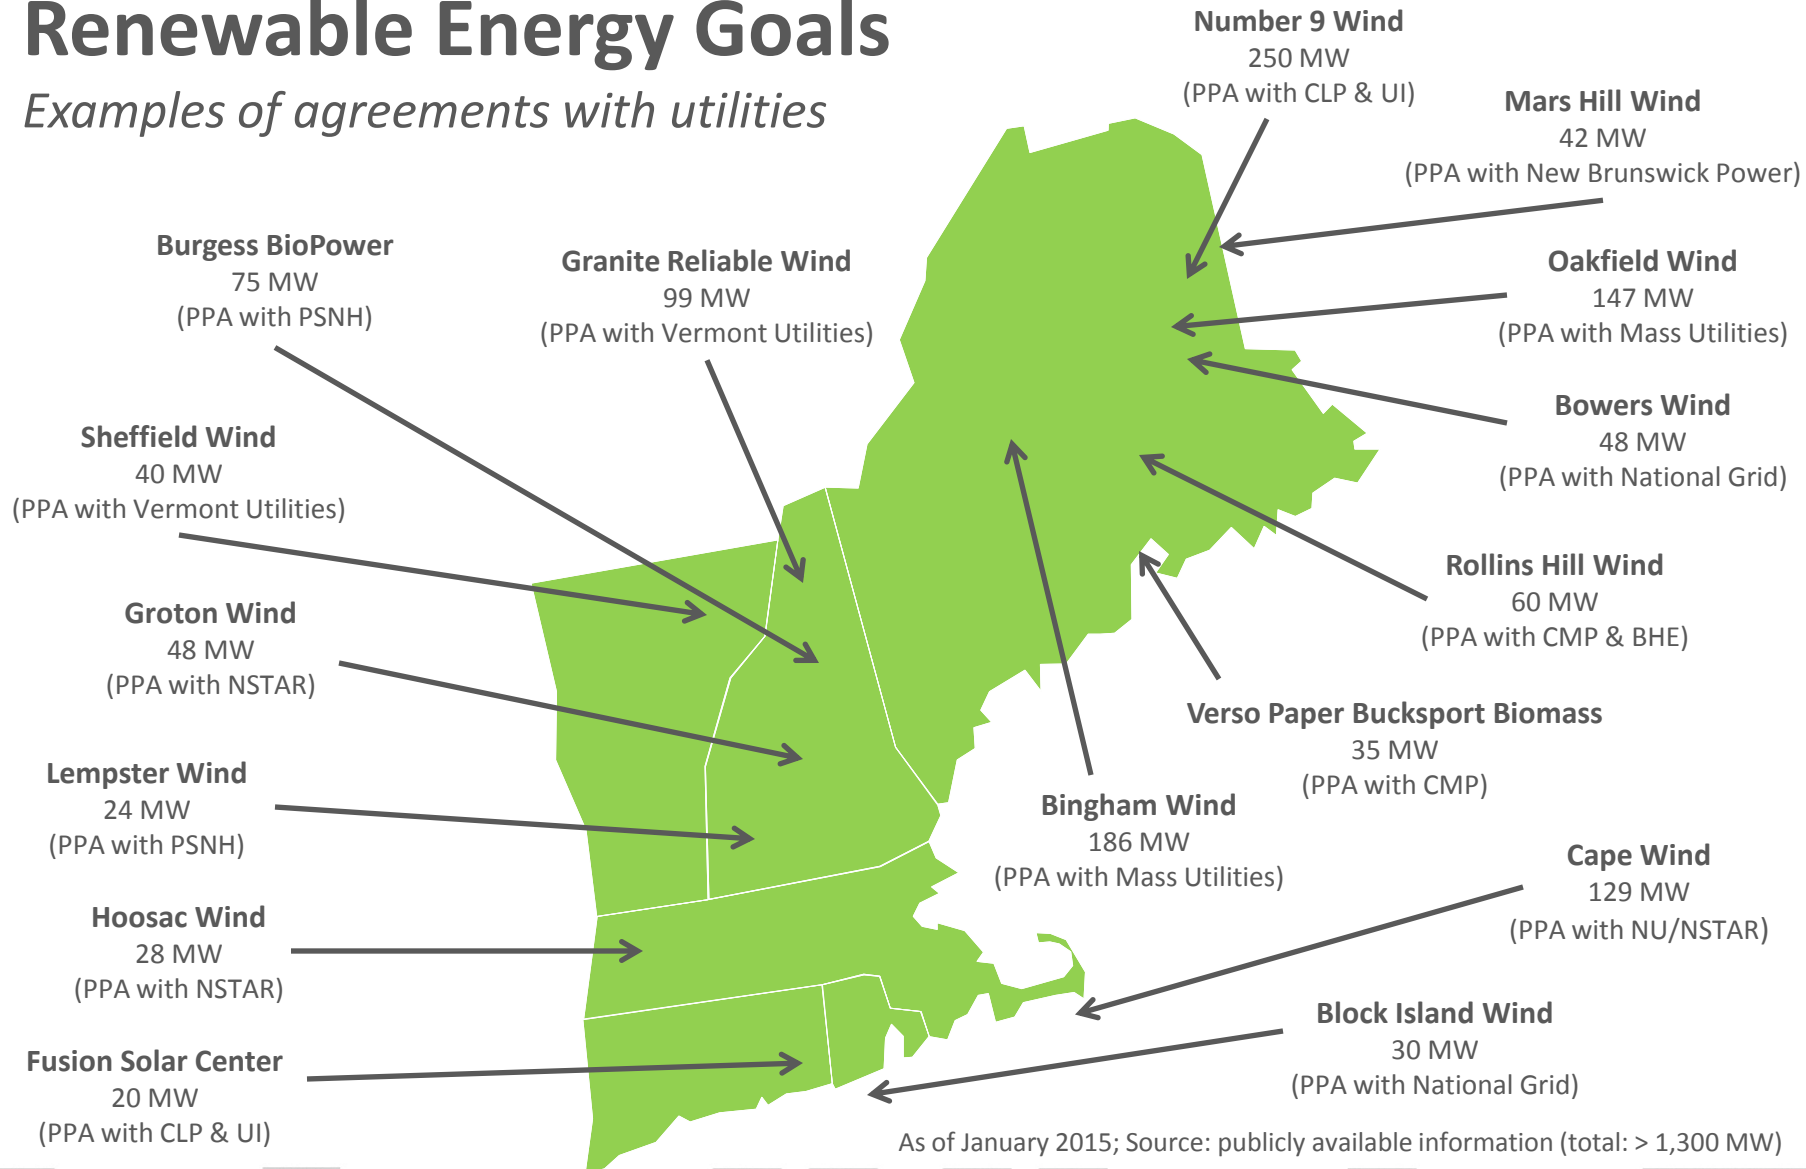 Renewable Energy Goals
Examples of agreements with utilities
Number 9 Wind
250 MW
(PPA with CLP & UI)
Mars Hill Wind
42 MW
(PPA with New Brunswick Power)
Burgess BioPower
75 MW
(PPA with PSNH)
Granite Reliable Wind
99 MW
(PPA with Vermont Utilities)
Oakfield Wind
147 MW
(PPA with Mass Utilities)
Sheffield Wind
40 MW
(PPA with Vermont Utilities)
Bowers Wind
48 MW
(PPA with National Grid)
Groton Wind
48 MW
(PPA with NSTAR)
Rollins Hill Wind
60 MW
(PPA with CMP & BHE)
Verso Paper Bucksport Biomass
35 MW
(PPA with CMP)
Lempster Wind
24 MW
(PPA with PSNH)
Bingham Wind
186 MW
(PPA with Mass Utilities)
Cape Wind
129 MW
(PPA with NU/NSTAR)
Hoosac Wind
28 MW
(PPA with NSTAR)
Block Island Wind
30 MW
(PPA with National Grid)
Fusion Solar Center
20 MW
(PPA with CLP & UI)
As of January 2015; Source: publicly available information (total: > 1,300 MW)